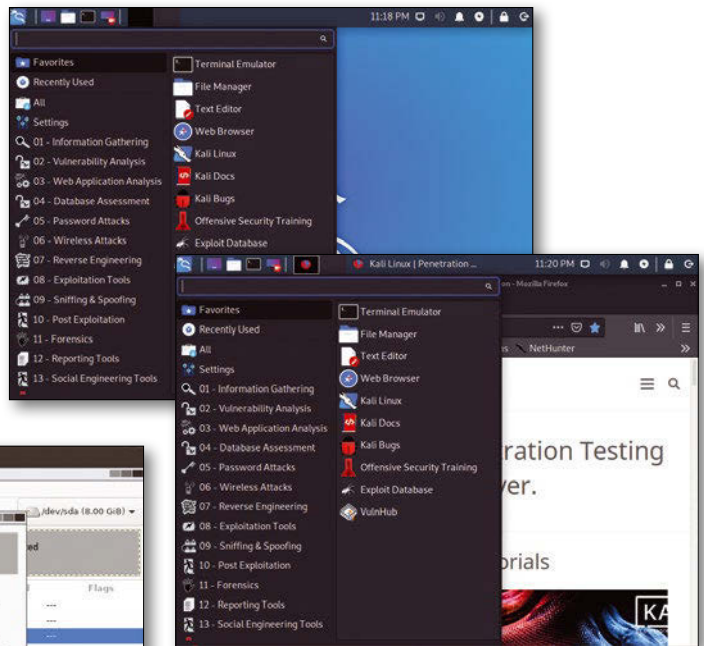 11:18 PM
Favorites
Recently Used
All
Settings
01 - Information Gathering
02 - Vulnerability Analysis
03 - Web Application Analysis
04 - Database Assessment
05 - Password Attacks
06 - Wireless Attacks
07 - Reverse Engineering
08 - Exploitation Tools
09 - Sniffing & Spoofing
10 - Post Exploitation
11 - Forensics
12 - Reporting Tools
13 - Social Engineering Tools
Terminal Emulator
File Manager
Text Editor
Web Browser
Kali Linux
Kali Docs
Kali Bugs
Offensive Security Training
Exploit Database
Kali Linux | Penetration ...
11:20 PM
on - Mozilla Firefox
NetHunter
Favorites
Recently Used
All
Settings
01 - Information Gathering
02 - Vulnerability Analysis
03 - Web Application Analysis
04 - Database Assessment
05 - Password Attacks
06 - Wireless Attacks
07 - Reverse Engineering
08 - Exploitation Tools
09 - Sniffing & Spoofing
10 - Post Exploitation
11 - Forensics
12 - Reporting Tools
13 - Social Engineering Tools
Terminal Emulator
File Manager
Text Editor
Web Browser
Kali Linux
Kali Docs
Kali Bugs
Offensive Security Training
Exploit Database
VulnHub
ration Testing
ver.
orials
KA
/dev/sda (8.00 GiB)
ed
Flags
---
---
---